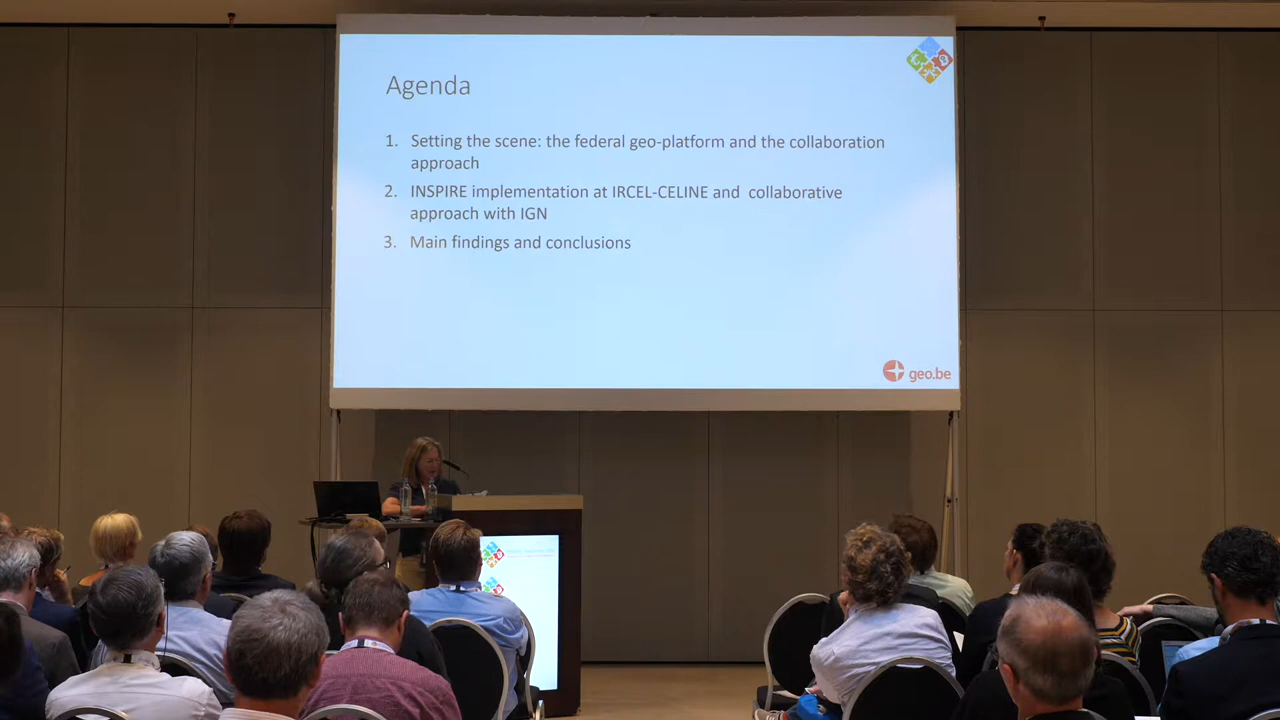 Agenda
1. Setting the scene: the federal geo-platform and the collaboration
approach
2. INSPIRE implementation at IRCEL-CELINE and collaborative
approach with IGN
3. Main findings and conclusions
geo.be